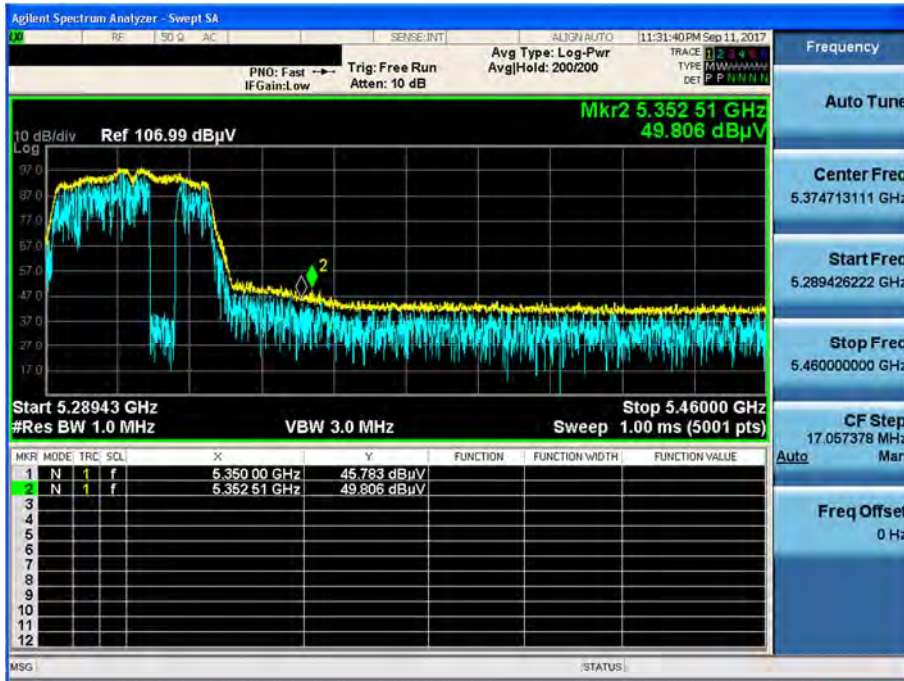 Agilent Spectrum Analyzer - Swept SA
RF 50 Ω AC SENSE:INT ALIGN AUTO 11:31:40 PM Sep 11, 2017
PNO: Fast Trig: Free Run Avg Type: Log-Pwr TRACE 1 2 3 4 5 6
IFGain:Low Atten: 10 dB Avg|Hold: 200/200 TYPE
DET P P N N N N
Mkr2 5.352 51 GHz
49.806 dBµV
10 dB/div Ref 106.99 dBµV
Log
97.0
87.0
77.0
67.0
57.0
47.0
37.0
27.0
17.0
2
Start 5.28943 GHz Stop 5.46000 GHz
#Res BW 1.0 MHz VBW 3.0 MHz Sweep 1.00 ms (5001 pts)
MKR MODE TRC SCL X Y FUNCTION FUNCTION WIDTH FUNCTION VALUE
1 N 1 f 5.350 00 GHz 45.783 dBµV
2 N 1 f 5.352 51 GHz 49.806 dBµV
3
4
5
6
7
8
9
10
11
12
MSG STATUS
Frequency
Auto Tune
Center Freq
5.374713111 GHz
Start Freq
5.289426222 GHz
Stop Freq
5.460000000 GHz
CF Step
17.057378 MHz
Auto Man
Freq Offset
0 Hz